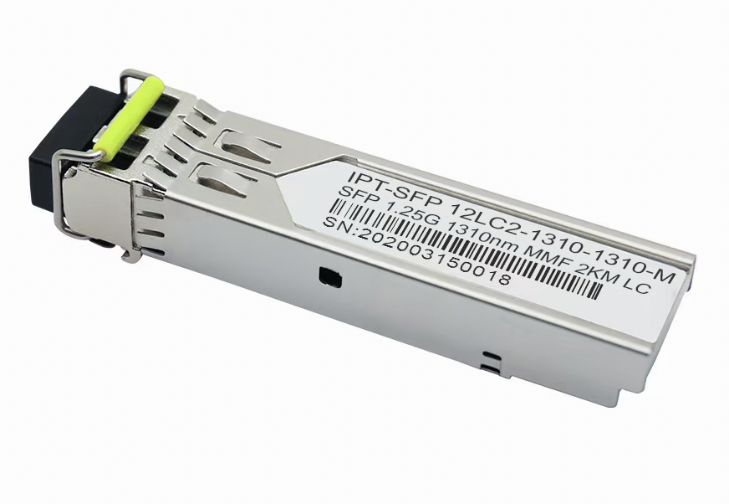 IPT-SFP 12LC2-1310-1310-M
SFP 1.25G 1310nm MMF 2KM LC
SN:202003150018